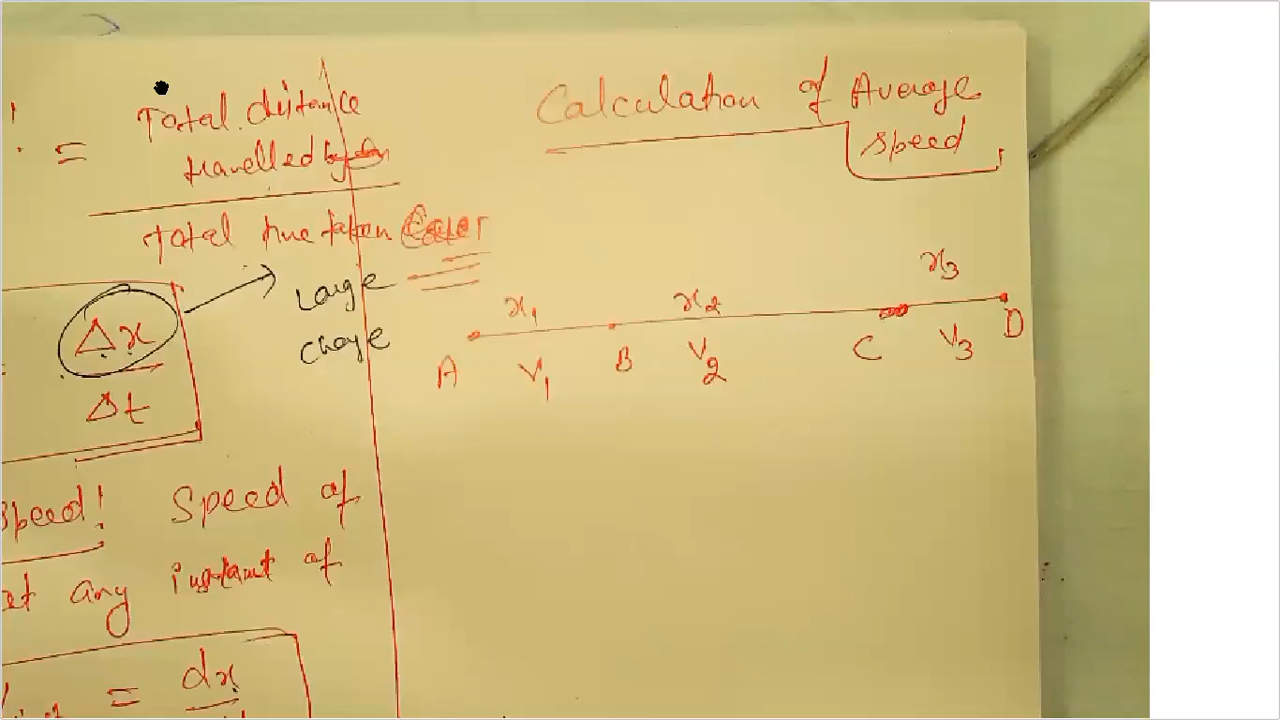 = Total distance
travelled
Total time taken
Δx
Δt
Large
change
Speed! Speed of
at any instant of
= dx
Calculation of Average
Speed
x1 x2 x3
A V1 B V2 C V3 D